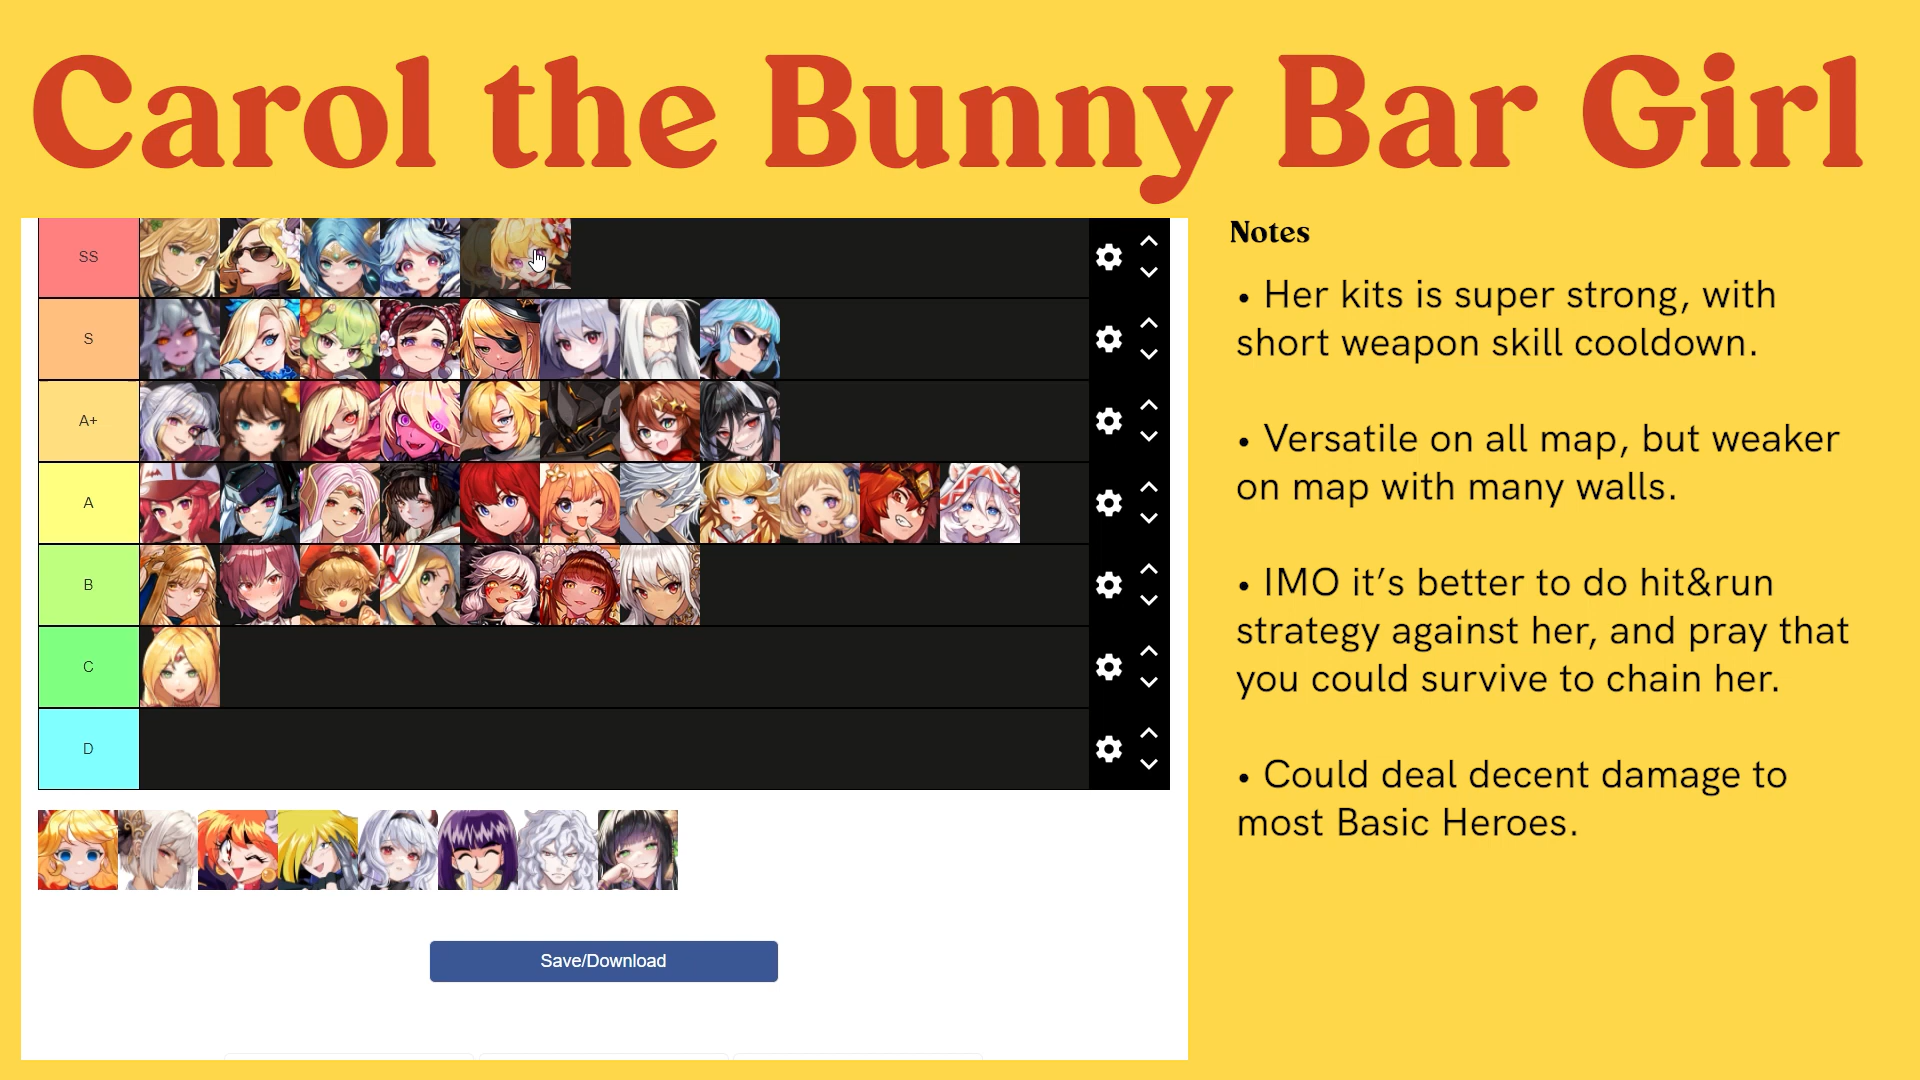 Carol the Bunny Bar Girl
SS
S
A+
A
B
C
D
Save/Download
Notes
• Her kits is super strong, with
short weapon skill cooldown.
• Versatile on all map, but weaker
on map with many walls.
• IMO it’s better to do hit&run
strategy against her, and pray that
you could survive to chain her.
• Could deal decent damage to
most Basic Heroes.